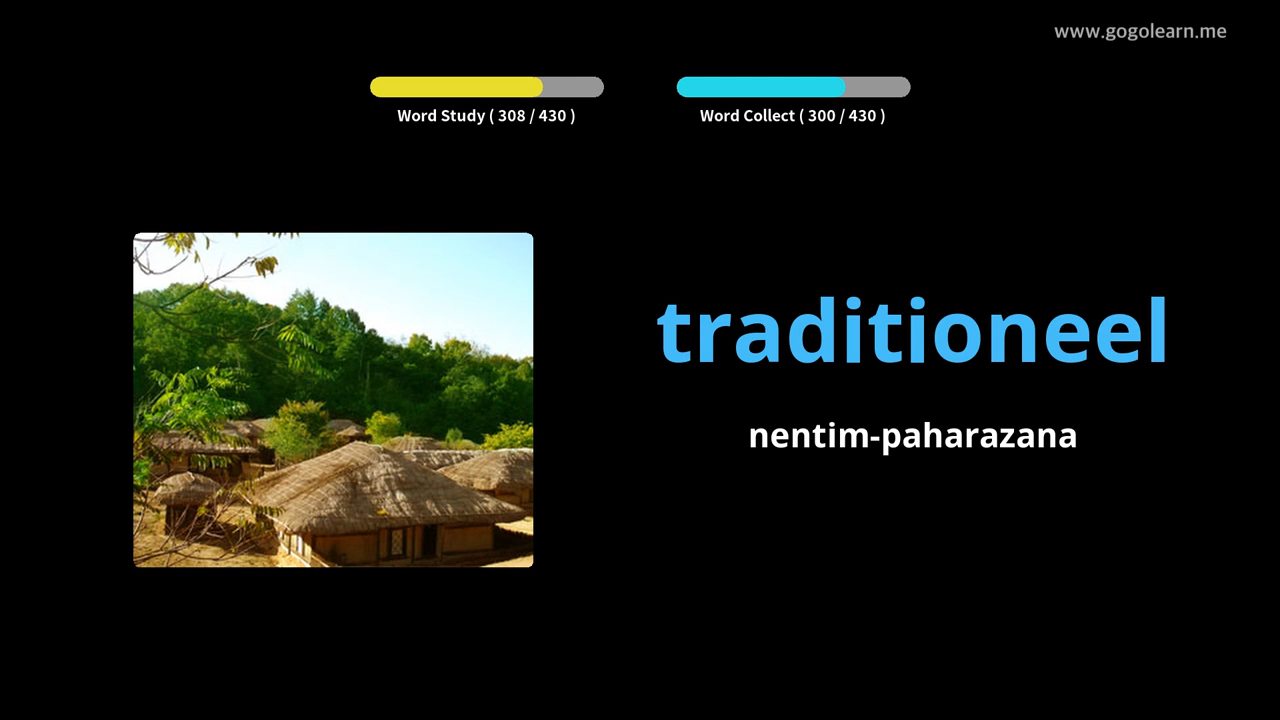 www.gogolearn.me
Word Study ( 308 / 430 )
Word Collect ( 300 / 430 )
traditioneel
nentim-paharazana